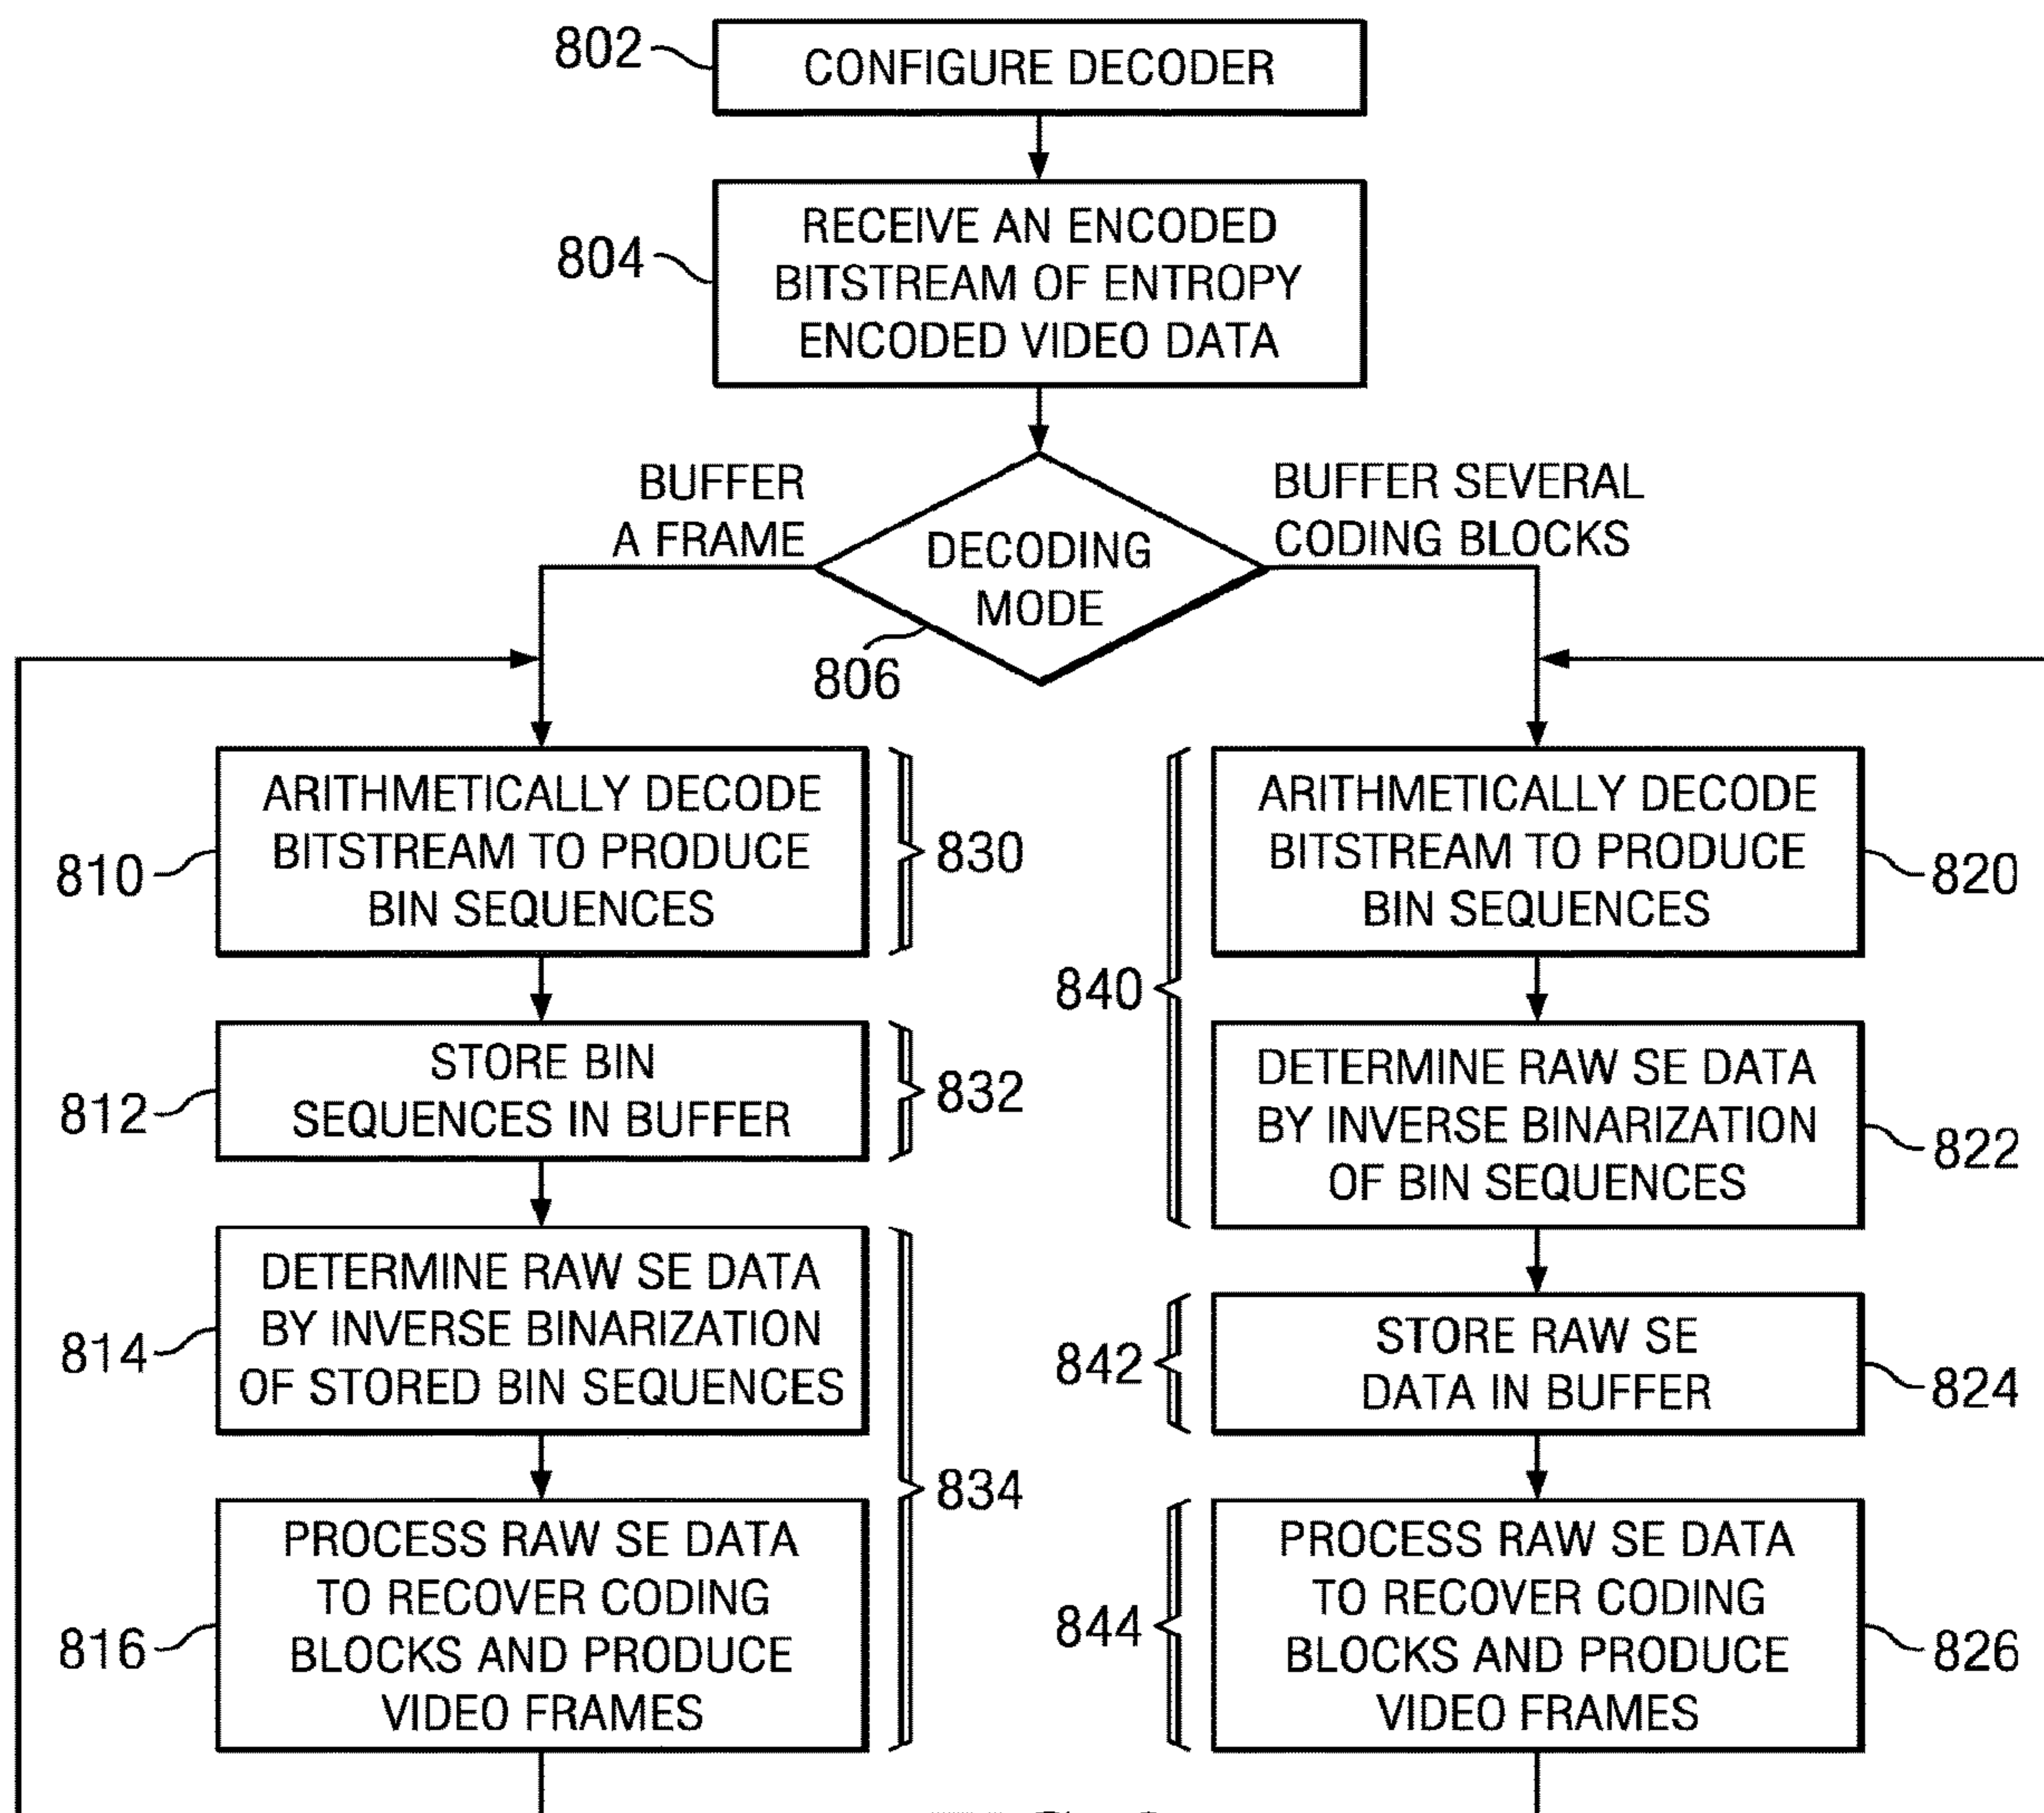 802
CONFIGURE DECODER
804
RECEIVE AN ENCODED
BITSTREAM OF ENTROPY
ENCODED VIDEO DATA
BUFFER
A FRAME
DECODING
MODE
806
BUFFER SEVERAL
CODING BLOCKS
810
ARITHMETICALLY DECODE
BITSTREAM TO PRODUCE
BIN SEQUENCES
830
812
STORE BIN
SEQUENCES IN BUFFER
832
814
DETERMINE RAW SE DATA
BY INVERSE BINARIZATION
OF STORED BIN SEQUENCES
834
816
PROCESS RAW SE DATA
TO RECOVER CODING
BLOCKS AND PRODUCE
VIDEO FRAMES
840
ARITHMETICALLY DECODE
BITSTREAM TO PRODUCE
BIN SEQUENCES
820
DETERMINE RAW SE DATA
BY INVERSE BINARIZATION
OF BIN SEQUENCES
822
842
STORE RAW SE
DATA IN BUFFER
824
844
PROCESS RAW SE DATA
TO RECOVER CODING
BLOCKS AND PRODUCE
VIDEO FRAMES
826